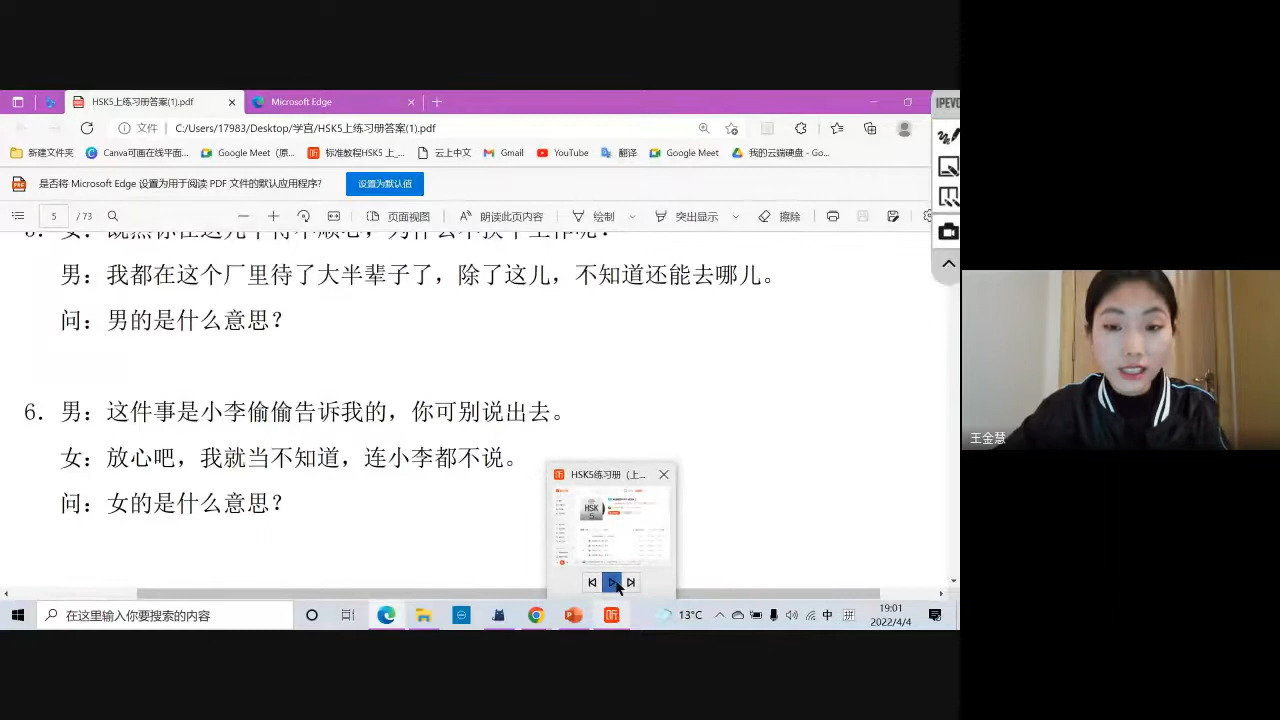 HSK5上练习册答案(1).pdf
Microsoft Edge
IPEVO
文件 C:/Users/17983/Desktop/学宫/HSK5上练习册答案(1).pdf
新建文件夹 Canva可画在线平面... Google Meet（原... 标准教程HSK5 上_... 云上中文 Gmail YouTube 翻译 Google Meet 我的云端硬盘 - Go...
是否将 Microsoft Edge 设置为用于阅读 PDF 文件的默认应用程序? 设置为默认值
5 /73 页面视图 朗读此页内容 绘制 突出显示 擦除
男：我都在这个厂里待了大半辈子了，除了这儿，不知道还能去哪儿。
问：男的是什么意思？
6. 男：这件事是小李偷偷告诉我的，你可别说出去。
女：放心吧，我就当不知道，连小李都不说。
问：女的是什么意思？
HSK5练习册（上...
HSK
5
王金慧
在这里输入你要搜索的内容
13°C
中
拼
19:01
2022/4/4